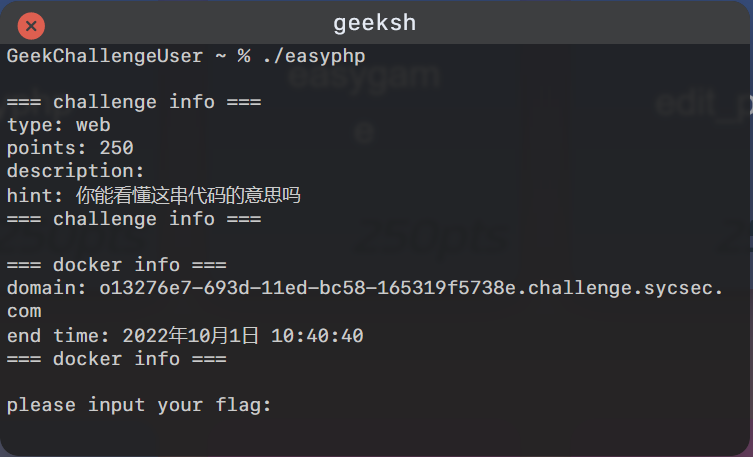 geeksh
GeekChallengeUser ~ % ./easyphp
=== challenge info ===
type: web
points: 250
description:
hint: 你能看懂这串代码的意思吗
=== challenge info ===
=== docker info ===
domain: o13276e7-693d-11ed-bc58-165319f5738e.challenge.sycsec.
com
end time: 2022年10月1日 10:40:40
=== docker info ===
please input your flag: